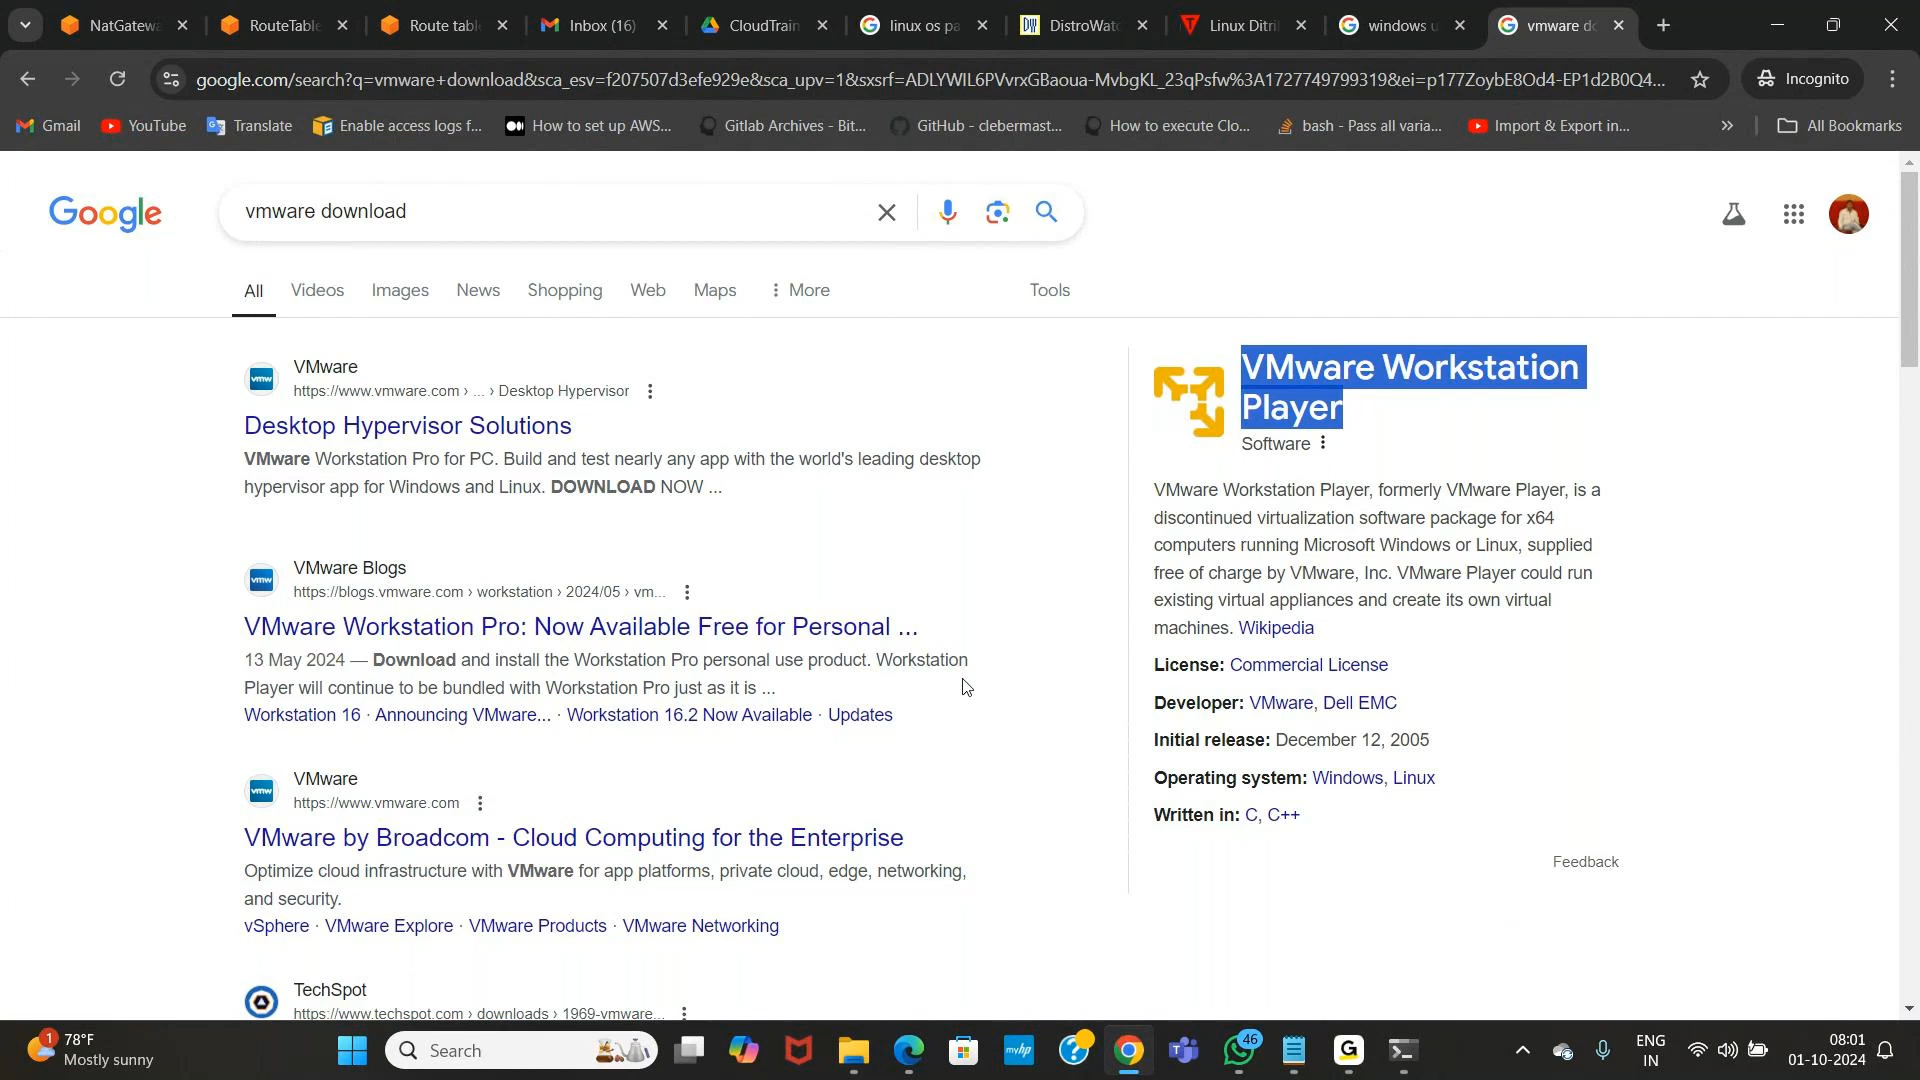 NatGatewa
RouteTable
Route tabl
Inbox (16)
CloudTrain
linux os pa
DistroWatc
Linux Ditri
windows u
vmware do
google.com/search?q=vmware+download&sca_esv=f207507d3efe929e&sca_upv=1&sxsrf=ADLYWIL6PVvrxGBaoua-MvbgKL_23qPsfw%3A1727749799319&ei=p177ZoybE8Od4-EP1d2B0Q4...
Incognito
Gmail
YouTube
Translate
Enable access logs f...
How to set up AWS...
Gitlab Archives - Bit...
GitHub - clebermast...
How to execute Clo...
bash - Pass all varia...
Import & Export in...
All Bookmarks
Google
vmware download
All
Videos
Images
News
Shopping
Web
Maps
More
Tools
VMware
https://www.vmware.com › ... › Desktop Hypervisor
Desktop Hypervisor Solutions
VMware Workstation Pro for PC. Build and test nearly any app with the world's leading desktop
hypervisor app for Windows and Linux. DOWNLOAD NOW ...
VMware Blogs
https://blogs.vmware.com › workstation › 2024/05 › vm...
VMware Workstation Pro: Now Available Free for Personal ...
13 May 2024 — Download and install the Workstation Pro personal use product. Workstation
Player will continue to be bundled with Workstation Pro just as it is ...
Workstation 16 · Announcing VMware... · Workstation 16.2 Now Available · Updates
VMware
https://www.vmware.com
VMware by Broadcom - Cloud Computing for the Enterprise
Optimize cloud infrastructure with VMware for app platforms, private cloud, edge, networking,
and security.
vSphere · VMware Explore · VMware Products · VMware Networking
TechSpot
https://www.techspot.com › downloads › 1969-vmware...
VMware Workstation
Player
Software
VMware Workstation Player, formerly VMware Player, is a
discontinued virtualization software package for x64
computers running Microsoft Windows or Linux, supplied
free of charge by VMware, Inc. VMware Player could run
existing virtual appliances and create its own virtual
machines. Wikipedia
License: Commercial License
Developer: VMware, Dell EMC
Initial release: December 12, 2005
Operating system: Windows, Linux
Written in: C, C++
Feedback
1
78°F
Mostly sunny
Search
myhp
46
ENG
IN
08:01
01-10-2024